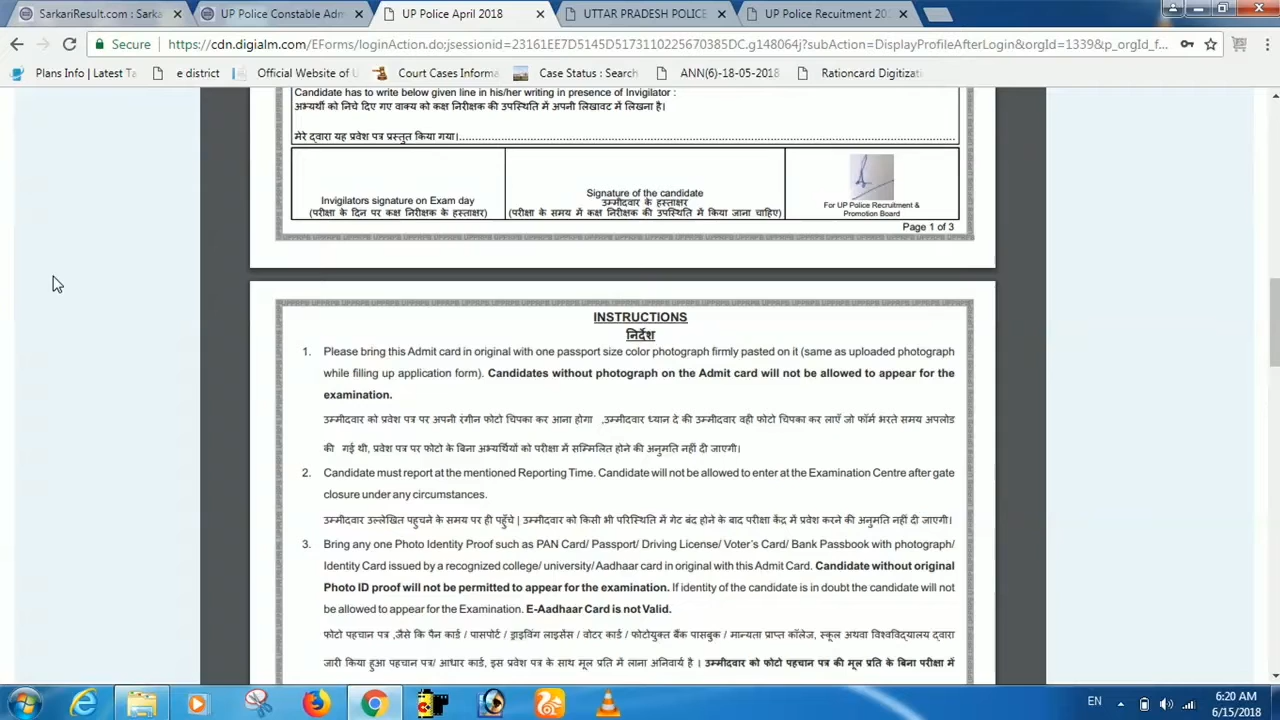 SarkariResult.com : Sarka
UP Police Constable Adm
UP Police April 2018
UTTAR PRADESH POLICE
UP Police Recuitment 20
Secure
https://cdn.digialm.com/EForms/loginAction.do;jsessionid=23161EE7D5145D5173110225670385DC.g148064j?subAction=DisplayProfileAfterLogin&orgId=1339&p_orgId_f...
Plans Info | Latest Ta
e district
Official Website of U
Court Cases Informa
Case Status : Search
ANN(6)-18-05-2018
Rationcard Digitizati
Candidate has to write below given line in his/her writing in presence of Invigilator :
अभ्यर्थी को निचे दिए गए वाक्य को कक्ष निरीक्षक की उपस्थिति में अपनी लिखावट में लिखना है।
मेरे द्वारा यह प्रवेश पत्र प्रस्तुत किया गया।
Invigilators signature on Exam day
(परीक्षा के दिन पर कक्ष निरीक्षक के हस्ताक्षर)
Signature of the candidate
उम्मीदवार के हस्ताक्षर
(परीक्षा के समय में कक्ष निरीक्षक की उपस्थिति में किया जाना चाहिए)
For UP Police Recruitment &
Promotion Board
Page 1 of 3
INSTRUCTIONS
निर्देश
1. Please bring this Admit card in original with one passport size color photograph firmly pasted on it (same as uploaded photograph
while filling up application form). Candidates without photograph on the Admit card will not be allowed to appear for the
examination.
उम्मीदवार को प्रवेश पत्र पर अपनी रंगीन फोटो चिपका कर आना होगा ,उम्मीदवार ध्यान दे की उम्मीदवार वही फोटो चिपका कर लाएँ जो फॉर्म भरते समय अपलोड
की गई थी, प्रवेश पत्र पर फोटो के बिना अभ्यर्थियों को परीक्षा में सम्मिलित होने की अनुमति नहीं दी जाएगी।
2. Candidate must report at the mentioned Reporting Time. Candidate will not be allowed to enter at the Examination Centre after gate
closure under any circumstances.
उम्मीदवार उल्लेखित पहुचने के समय पर ही पहुँचे | उम्मीदवार को किसी भी परिस्थिति में गेट बंद होने के बाद परीक्षा केंद्र में प्रवेश करने की अनुमति नहीं दी जाएगी।
3. Bring any one Photo Identity Proof such as PAN Card/ Passport/ Driving License/ Voter's Card/ Bank Passbook with photograph/
Identity Card issued by a recognized college/ university/ Aadhaar card in original with this Admit Card. Candidate without original
Photo ID proof will not be permitted to appear for the examination. If identity of the candidate is in doubt the candidate will not
be allowed to appear for the Examination. E-Aadhaar Card is not Valid.
फोटो पहचान पत्र ,जैसे कि पैन कार्ड / पासपोर्ट / ड्राइविंग लाइसेंस / वोटर कार्ड / फोटोयुक्त बैंक पासबुक / मान्यता प्राप्त कॉलेज, स्कूल अथवा विश्वविद्यालय द्वारा
जारी किया हुआ पहचान पत्र/ आधार कार्ड, इस प्रवेश पत्र के साथ मूल प्रति में लाना अनिवार्य है । उम्मीदवार को फोटो पहचान पत्र की मूल प्रति के बिना परीक्षा में
EN
6:20 AM
6/15/2018